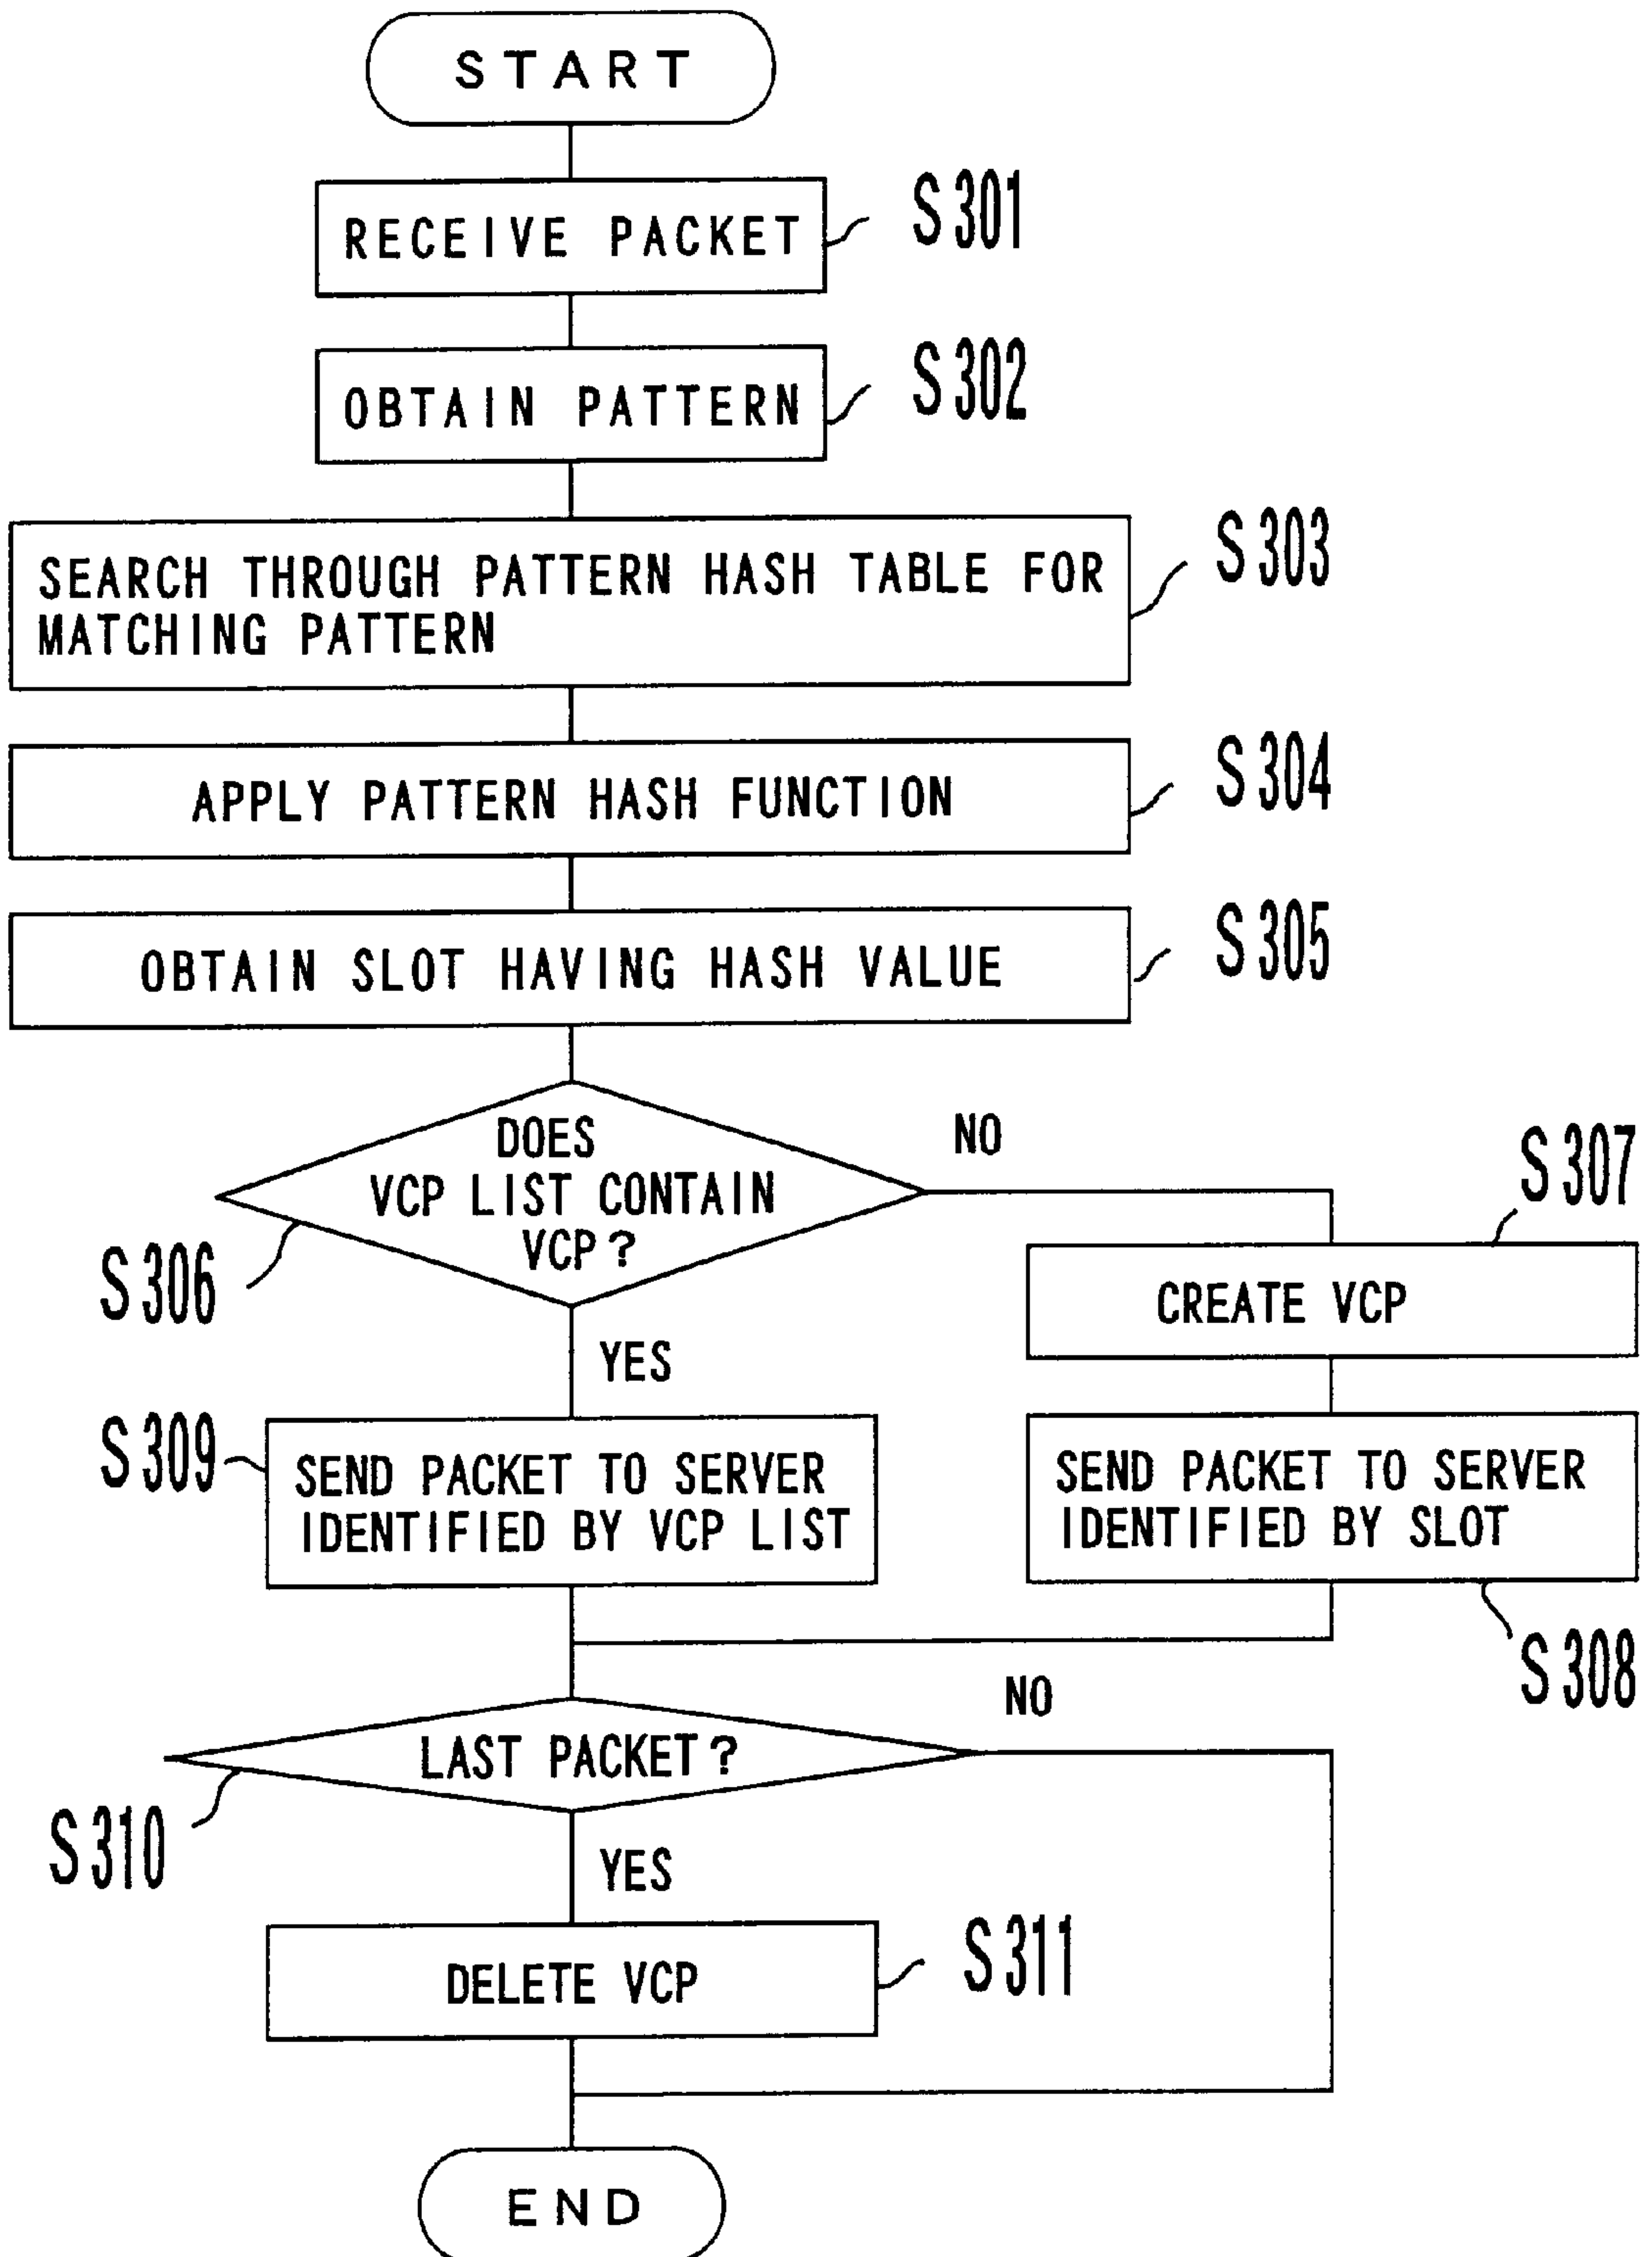 START
RECEIVE PACKET
S301
OBTAIN PATTERN
S302
SEARCH THROUGH PATTERN HASH TABLE FOR
MATCHING PATTERN
S303
APPLY PATTERN HASH FUNCTION
S304
OBTAIN SLOT HAVING HASH VALUE
S305
DOES
VCP LIST CONTAIN
VCP?
S306
NO
YES
S307
CREATE VCP
S309
SEND PACKET TO SERVER
IDENTIFIED BY VCP LIST
SEND PACKET TO SERVER
IDENTIFIED BY SLOT
S308
LAST PACKET?
NO
S310
YES
DELETE VCP
S311
END